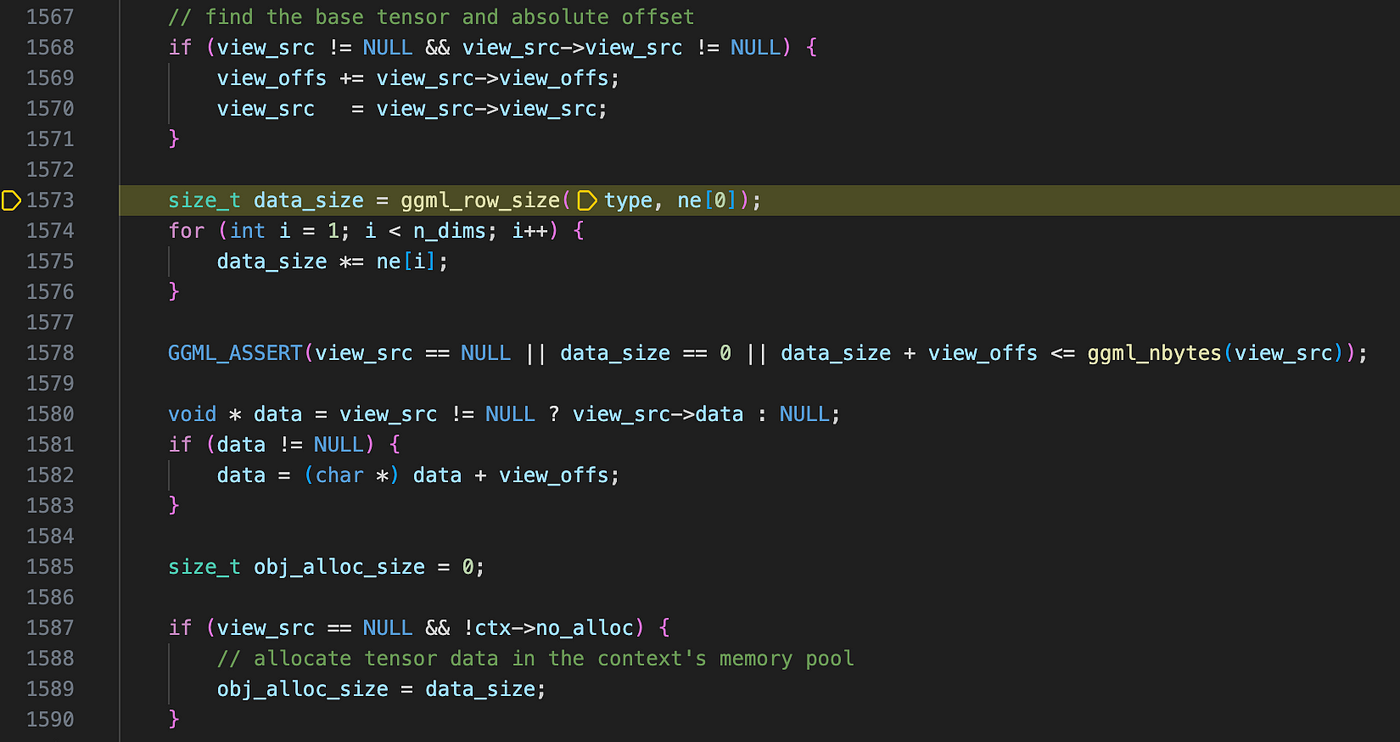 1567 // find the base tensor and absolute offset
1568 if (view_src != NULL && view_src->view_src != NULL) {
1569 view_offs += view_src->view_offs;
1570 view_src   = view_src->view_src;
1571 }
1572
1573 size_t data_size = ggml_row_size(type, ne[0]);
1574 for (int i = 1; i < n_dims; i++) {
1575 data_size *= ne[i];
1576 }
1577
1578 GGML_ASSERT(view_src == NULL || data_size == 0 || data_size + view_offs <= ggml_nbytes(view_src));
1579
1580 void * data = view_src != NULL ? view_src->data : NULL;
1581 if (data != NULL) {
1582 data = (char *) data + view_offs;
1583 }
1584
1585 size_t obj_alloc_size = 0;
1586
1587 if (view_src == NULL && !ctx->no_alloc) {
1588 // allocate tensor data in the context's memory pool
1589 obj_alloc_size = data_size;
1590 }